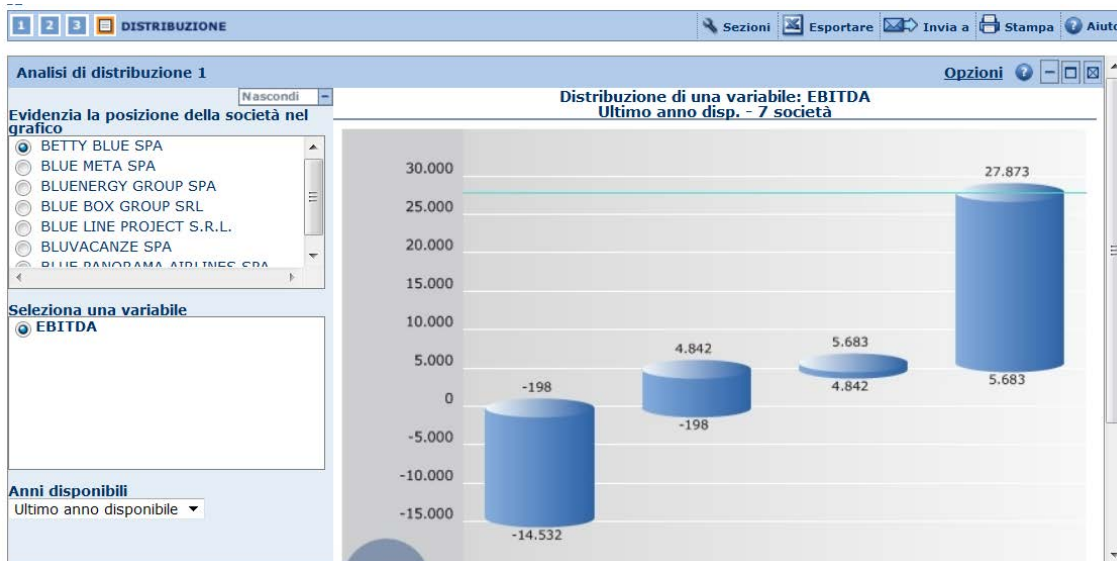 1 2 3 DISTRIBUZIONE Sezioni Esportare Invia a Stampa Aiuto
Analisi di distribuzione 1 Opzioni
Nascondi
Evidenzia la posizione della società nel
grafico
BETTY BLUE SPA
BLUE META SPA
BLUENERGY GROUP SPA
BLUE BOX GROUP SRL
BLUE LINE PROJECT S.R.L.
BLUVACANZE SPA
BLUE PANORAMA AIRLINES SPA
Seleziona una variabile
EBITDA
Anni disponibili
Ultimo anno disponibile
Distribuzione di una variabile: EBITDA
Ultimo anno disp. - 7 società
30.000
25.000
20.000
15.000
10.000
5.000
0
-5.000
-10.000
-15.000
-198
-14.532
4.842
-198
5.683
4.842
27.873
5.683